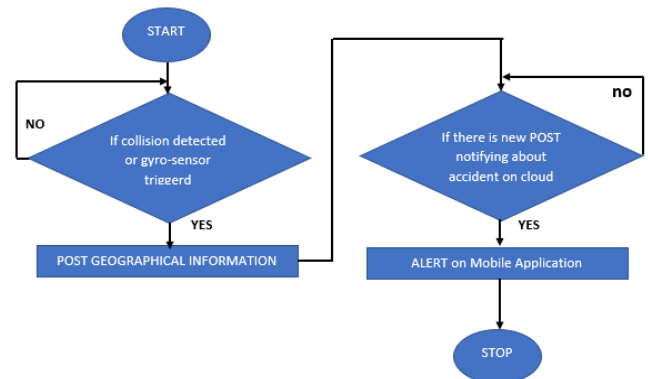 START
NO
If collision detected
or gyro-sensor
triggerd
YES
POST GEOGRAPHICAL INFORMATION
no
If there is new POST
notifying about
accident on cloud
YES
ALERT on Mobile Application
STOP